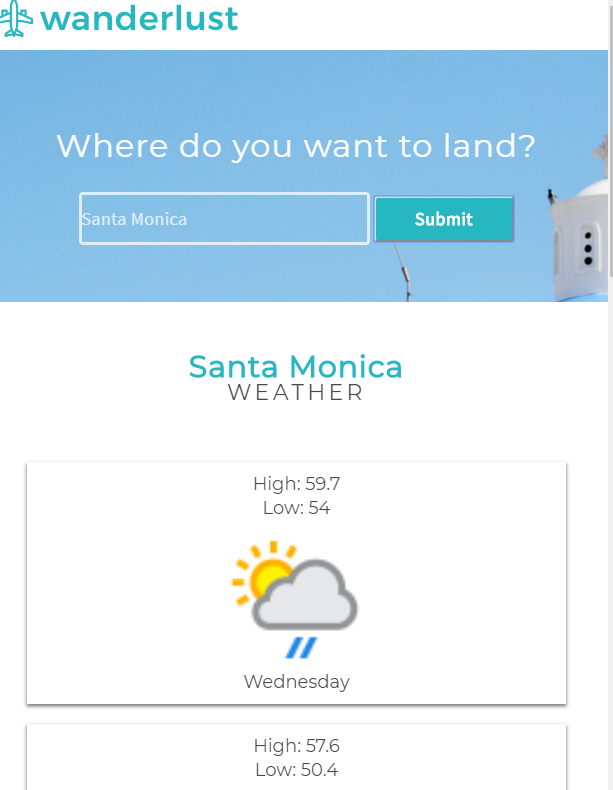 wanderlust
Where do you want to land?
Santa Monica
Submit
Santa Monica
WEATHER
High: 59.7
Low: 54
Wednesday
High: 57.6
Low: 50.4